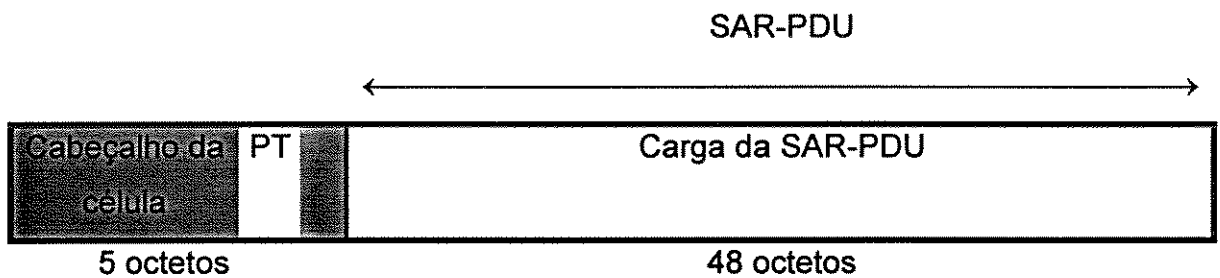 SAR-PDU
Cabeçalho da PT Carga da SAR-PDU
célula
5 octetos 48 octetos